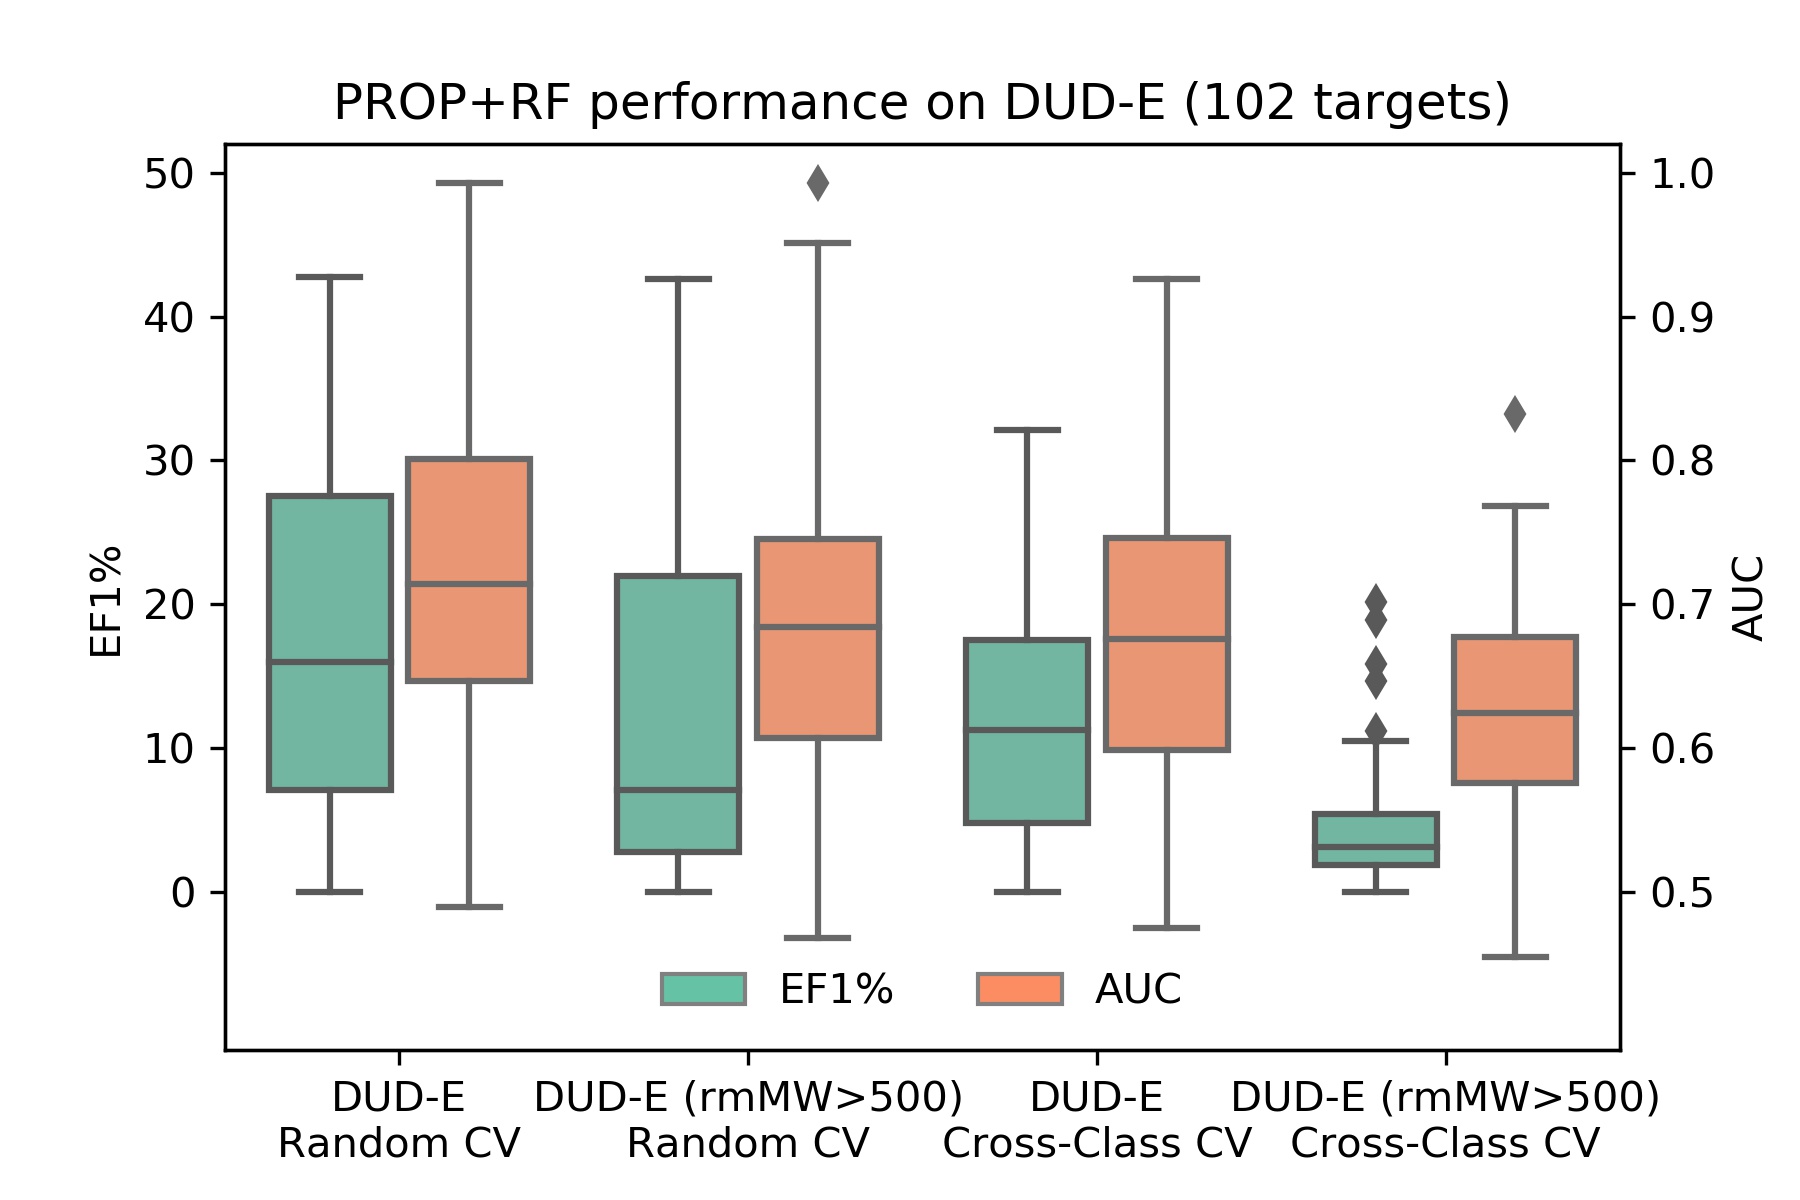 PROP+RF performance on DUD-E (102 targets)
50
40
30
20
10
0
EF1%
1.0
0.9
0.8
0.7
0.6
0.5
AUC
EF1%
AUC
DUD-E
Random CV
DUD-E (rmMW>500)
Random CV
DUD-E
Cross-Class CV
DUD-E (rmMW>500)
Cross-Class CV